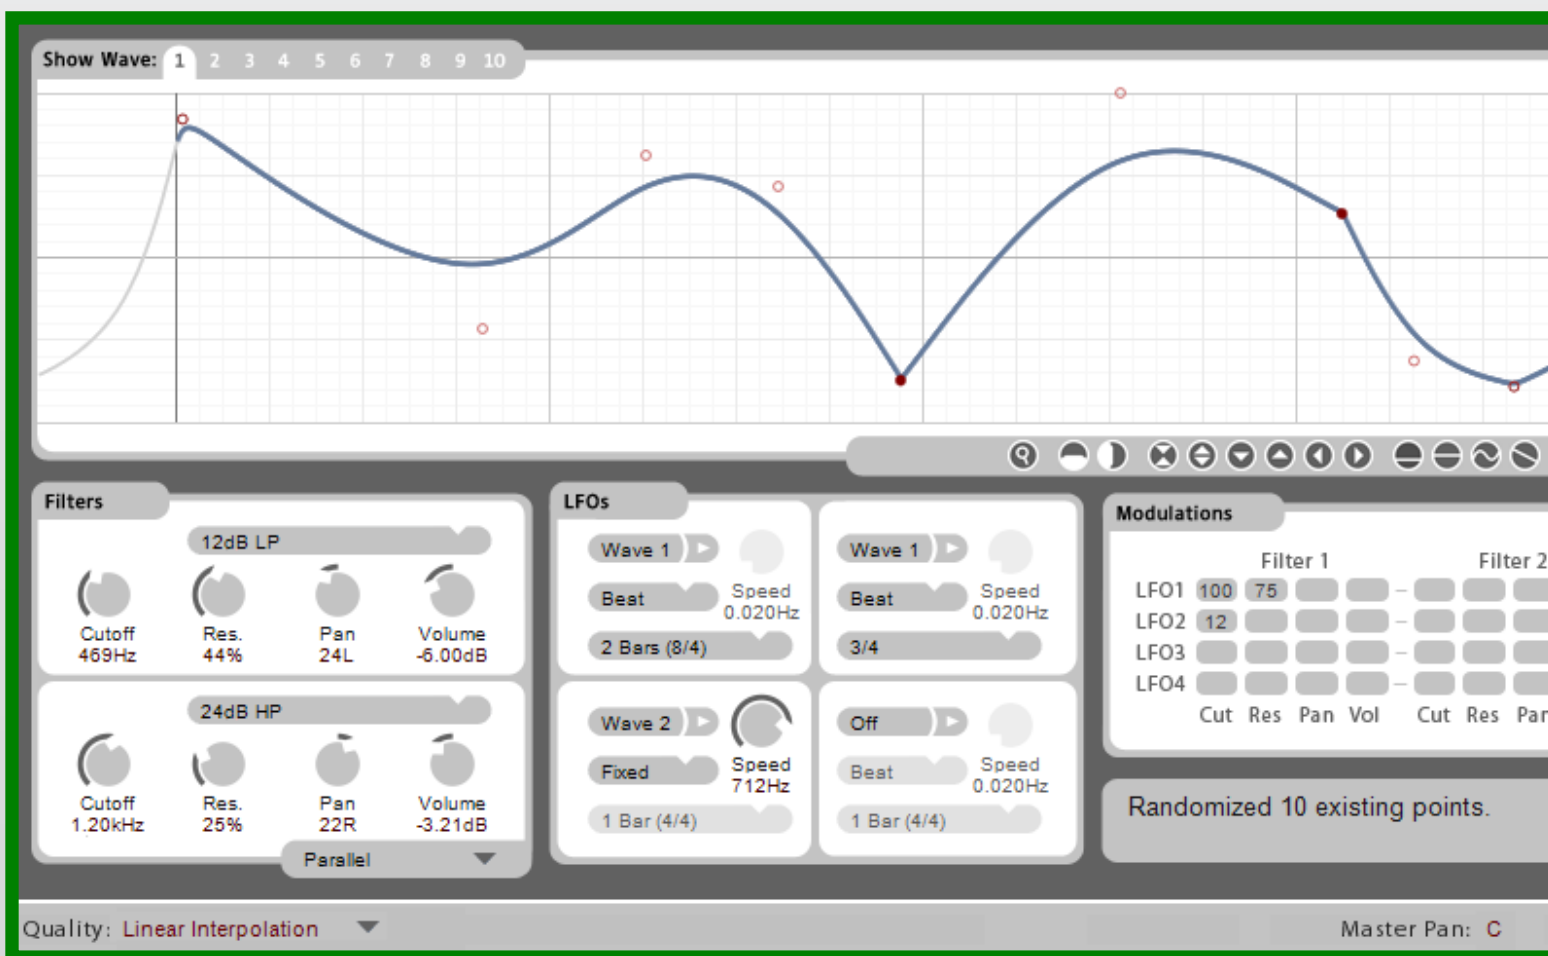 Show Wave: 1 2 3 4 5 6 7 8 9 10
Filters
12dB LP
Cutoff Res. Pan Volume
469Hz 44% 24L -6.00dB
24dB HP
Cutoff Res. Pan Volume
1.20kHz 25% 22R -3.21dB
Parallel
LFOs
Wave 1
Beat
Speed
0.020Hz
2 Bars (8/4)
Wave 1
Beat
Speed
0.020Hz
3/4
Wave 2
Fixed
Speed
712Hz
1 Bar (4/4)
Off
Beat
Speed
0.020Hz
1 Bar (4/4)
Modulations
Filter 1 Filter 2
LFO1 100 75 –
LFO2 12 –
LFO3 –
LFO4 –
Cut Res Pan Vol Cut Res Pan
Randomized 10 existing points.
Quality: Linear Interpolation
Master Pan: C